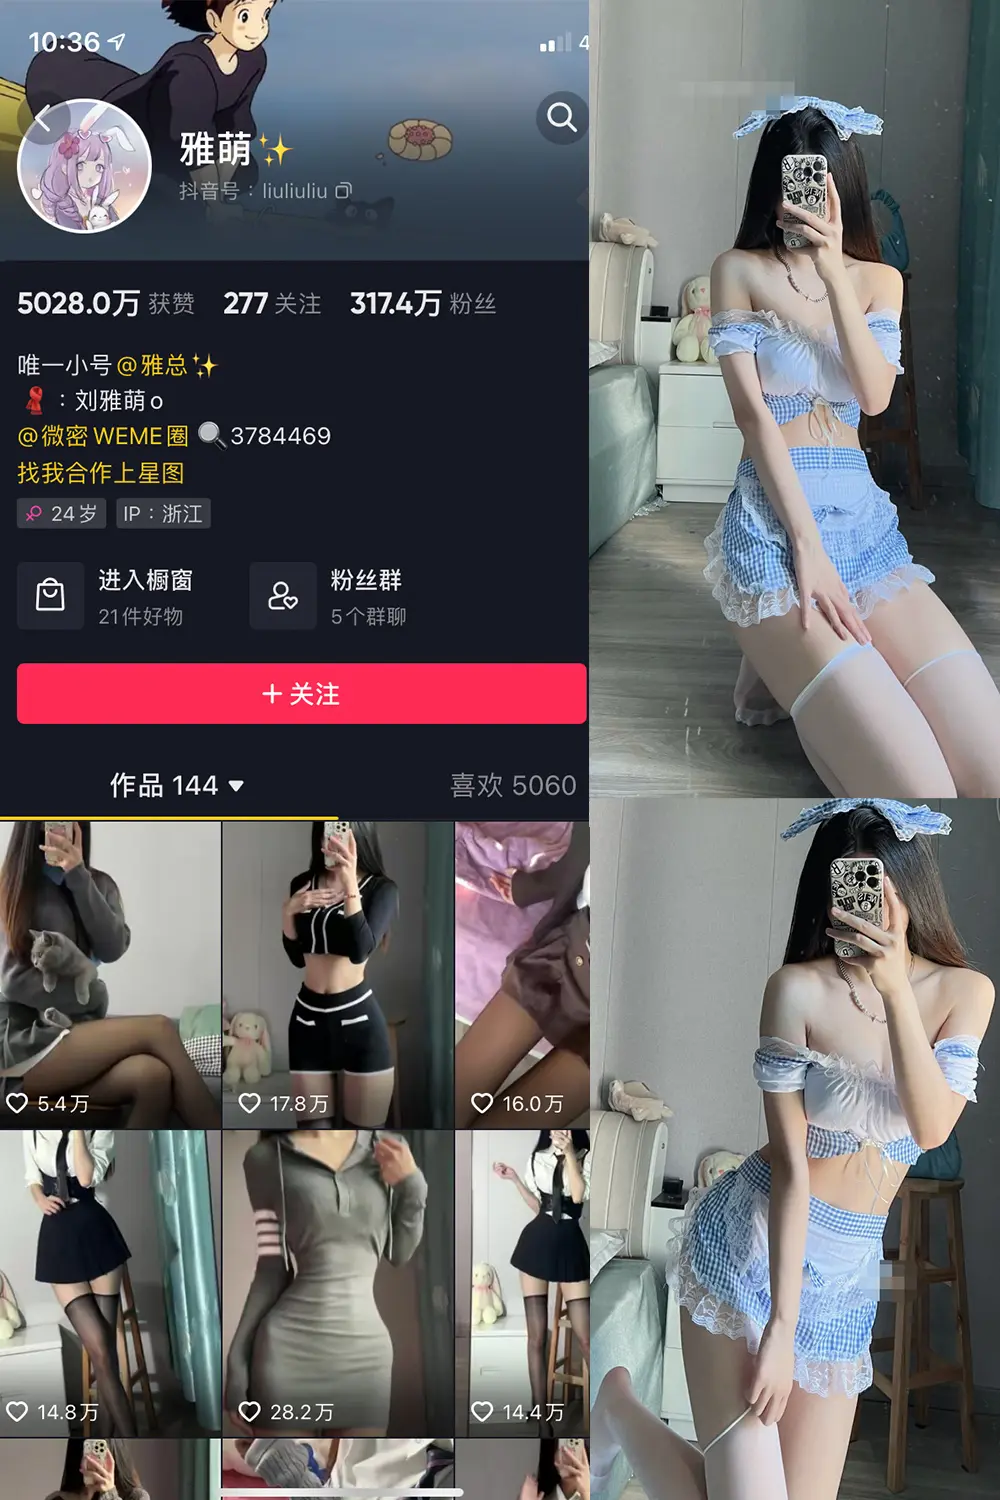 10:36
4
雅萌✨
抖音号：liuliuliu
5028.0万 获赞 277 关注 317.4万 粉丝
唯一小号@雅总✨
🧣：刘雅萌o
@微密WEME圈 🔍3784469
找我合作上星图
24岁 IP：浙江
进入橱窗
21件好物
粉丝群
5个群聊
+ 关注
作品 144 喜欢 5060
5.4万 17.8万 16.0万
14.8万 28.2万 14.4万